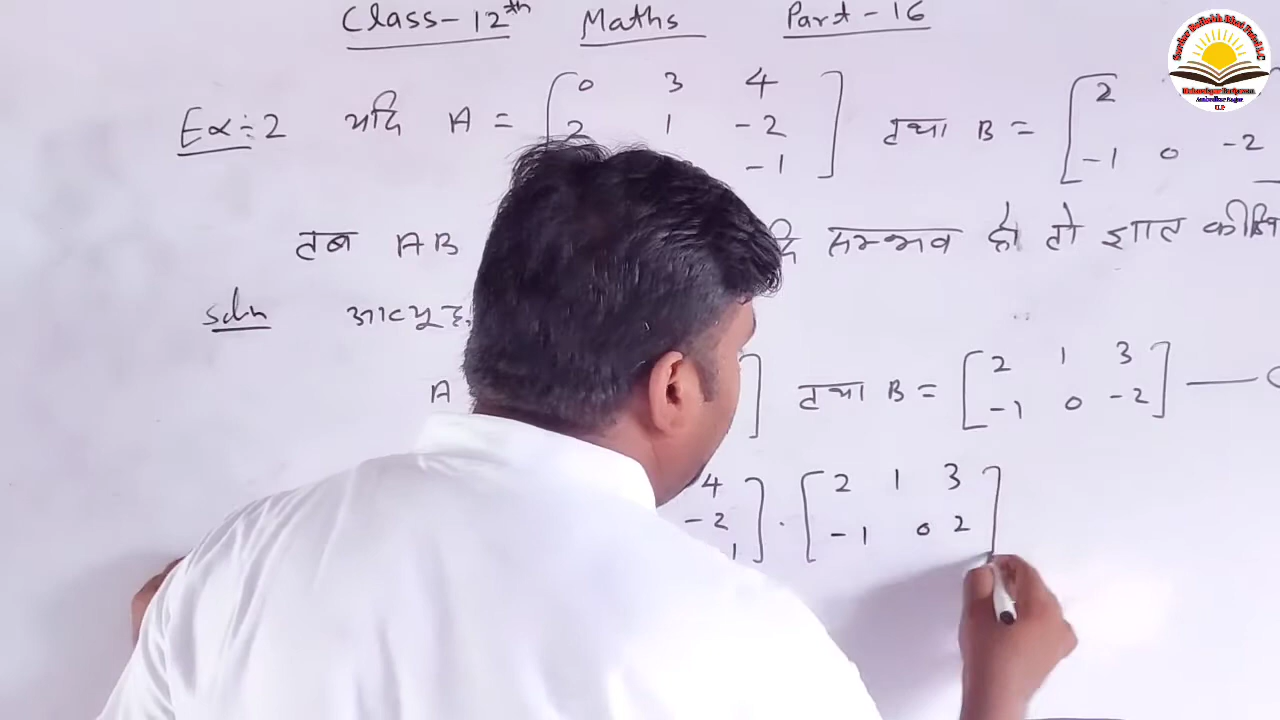 Class-12th Maths Part-16
Ex÷2 यदि A = [ 0 3 4 ] तथा B = [ 2
2 1 -2
-1 ] -1 0 -2
तब AB सम्भव हो तो ज्ञात
Soln
A ] तथा B = [ 2 1 3 ] —
-1 0 -2
4 ] · [ 2 1 3 ]
-2 -1 0 2
1